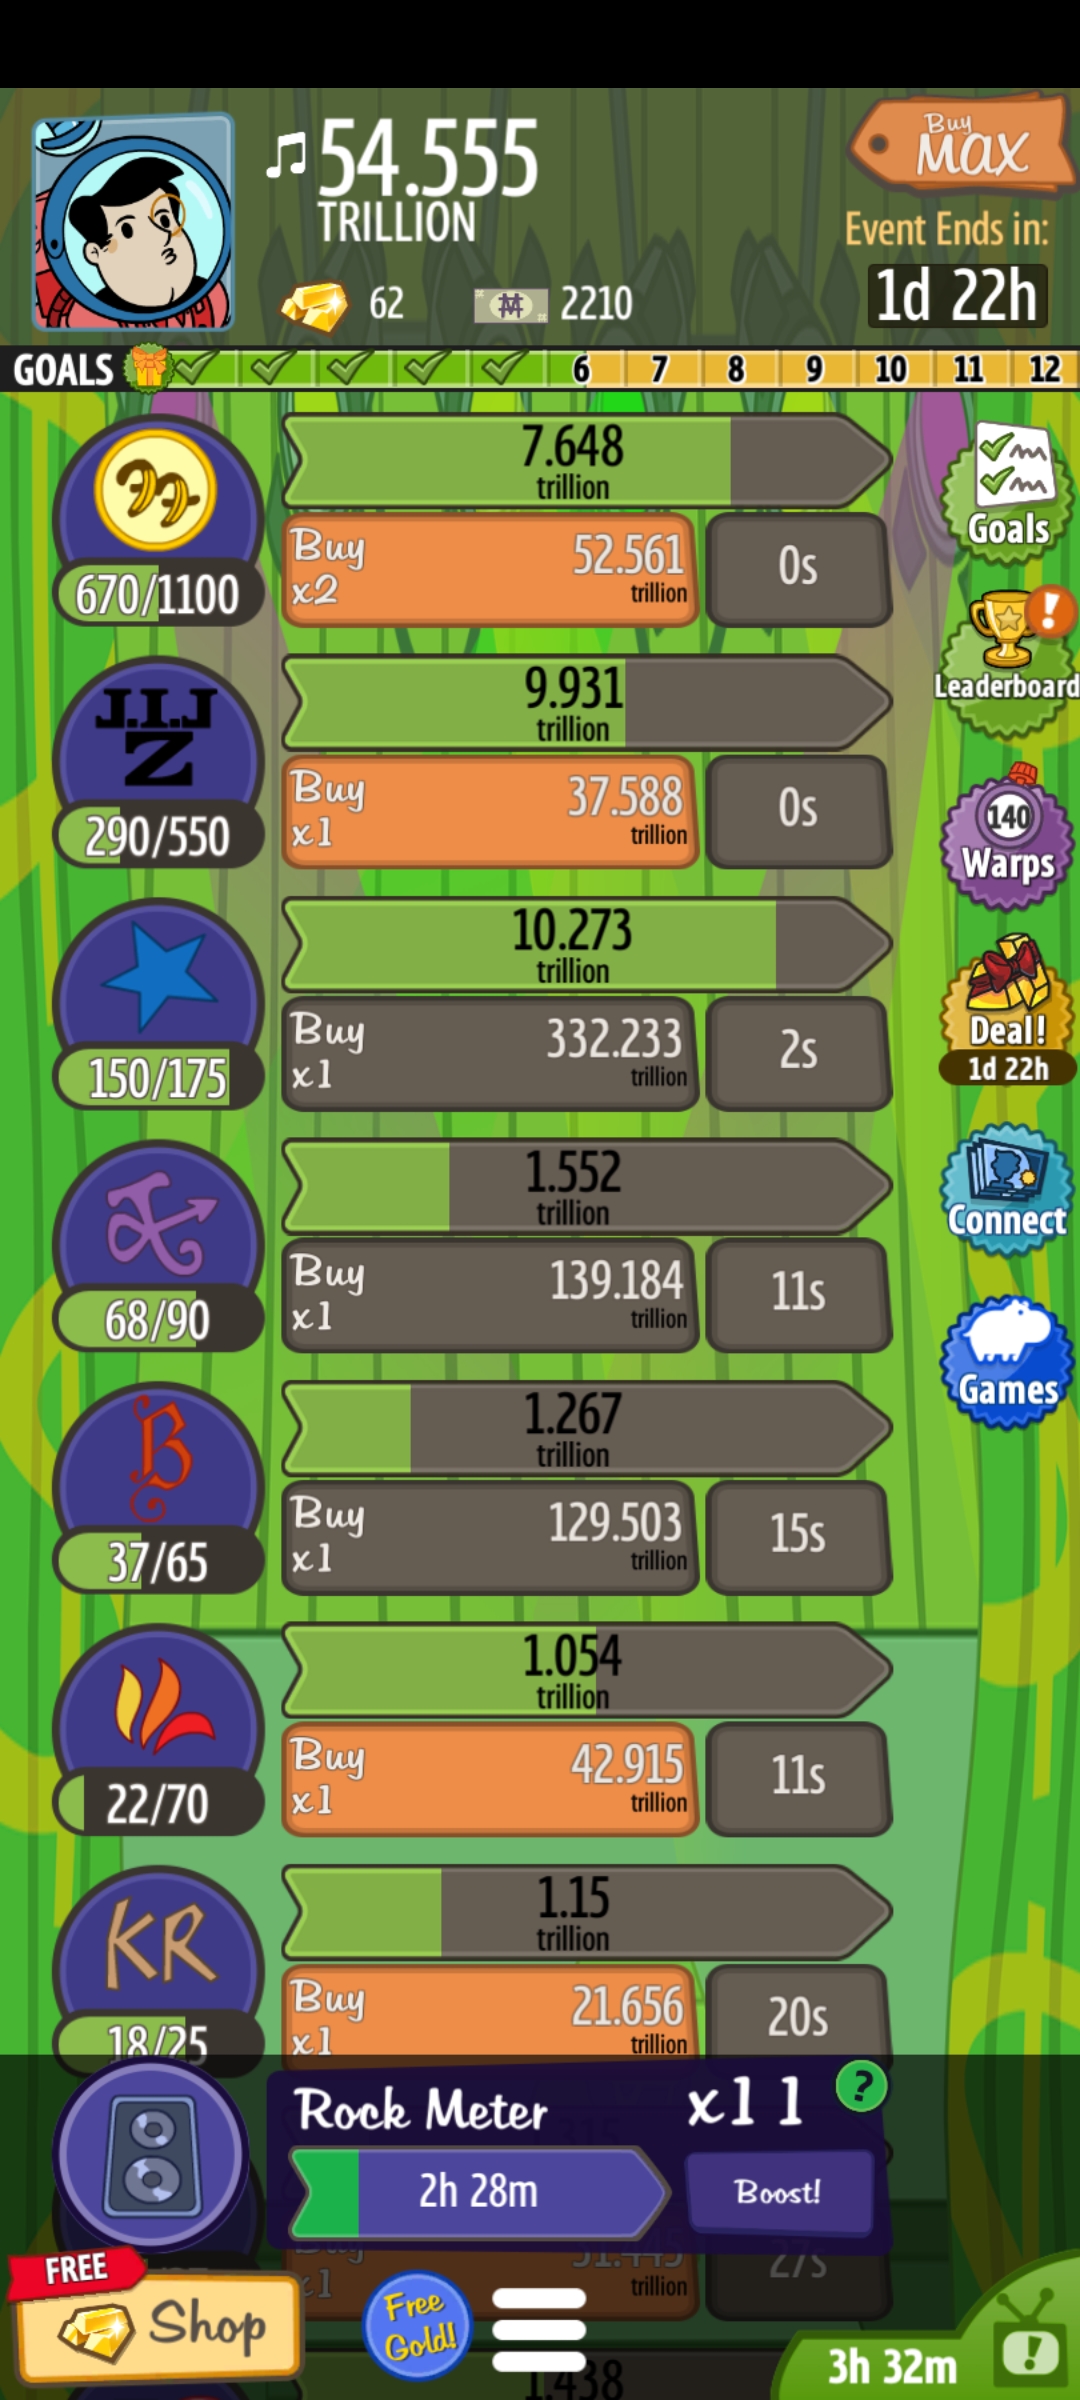 54.555
TRILLION
Buy
MAX
Event Ends in:
1d 22h
62
2210
GOALS
6 7 8 9 10 11 12
7.648
trillion
670/1100
Buy
x2
52.561
trillion
0s
Goals
J.I.J
Z
9.931
trillion
290/550
Buy
x1
37.588
trillion
0s
!
Leaderboard
10.273
trillion
150/175
Buy
x1
332.233
trillion
2s
140
Warps
Deal!
1d 22h
1.552
trillion
68/90
Buy
x1
139.184
trillion
11s
Connect
B
1.267
trillion
37/65
Buy
x1
129.503
trillion
15s
Games
1.054
trillion
22/70
Buy
x1
42.915
trillion
11s
KR
1.15
trillion
18/25
Buy
x1
21.656
trillion
20s
Rock Meter
x11
?
2h 28m
Boost!
Buy
x1
51.445
trillion
27s
FREE
Shop
Free
Gold!
1.438
3h 32m
!